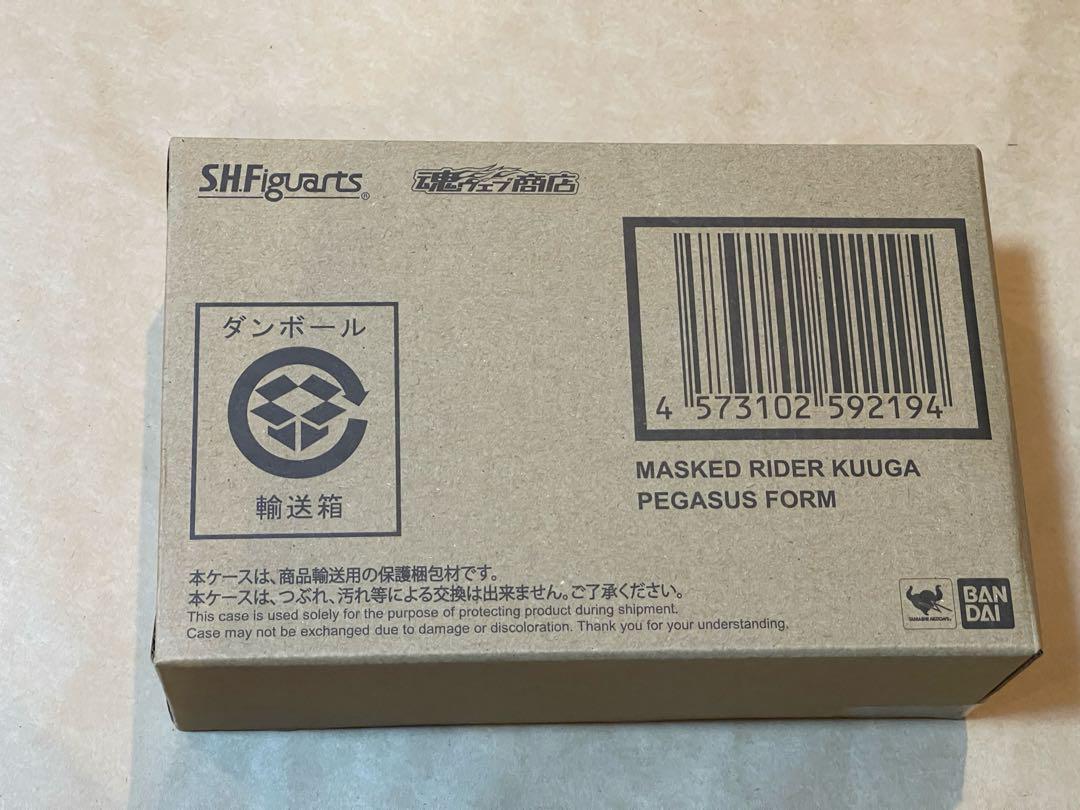 S.H.Figuarts®
魂ウェブ商店
4 573102 592194
MASKED RIDER KUUGA
PEGASUS FORM
ダンボール
輸送箱
本ケースは、商品輸送用の保護梱包材です。
本ケースは、つぶれ、汚れ等による交換は出来ません。ご了承ください。
This case is used solely for the purpose of protecting product during shipment.
Case may not be exchanged due to damage or discoloration. Thank you for your understanding.
TAMASHII NATIONS
BAN
DAI